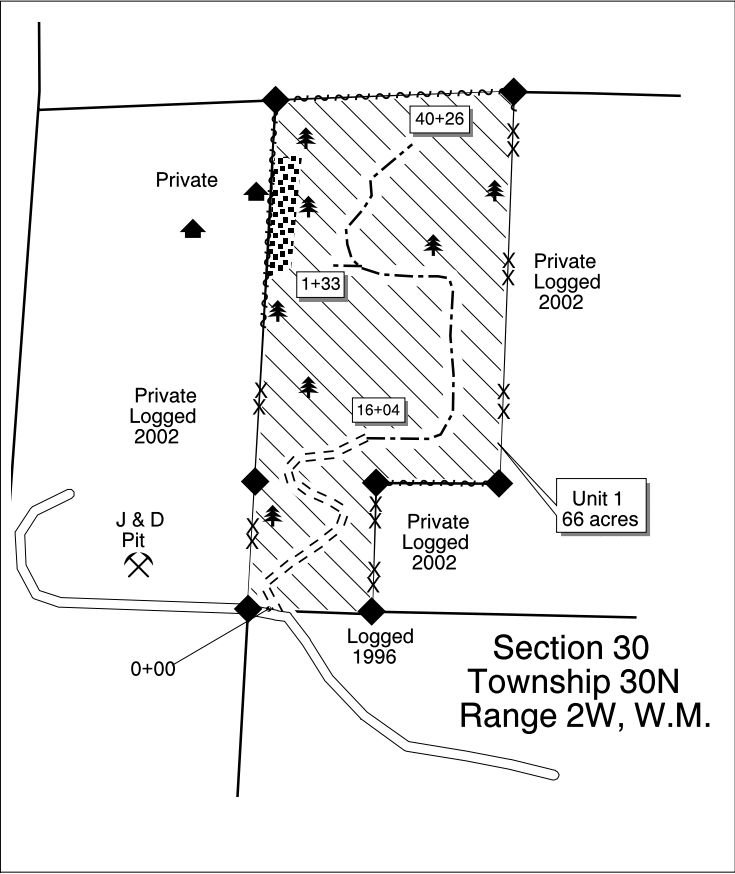 40+26
Private
Private
Logged
2002
1+33
Private
Logged
2002
16+04
Unit 1
66 acres
J & D
Pit
Private
Logged
2002
Logged
1996
0+00
Section 30
Township 30N
Range 2W, W.M.